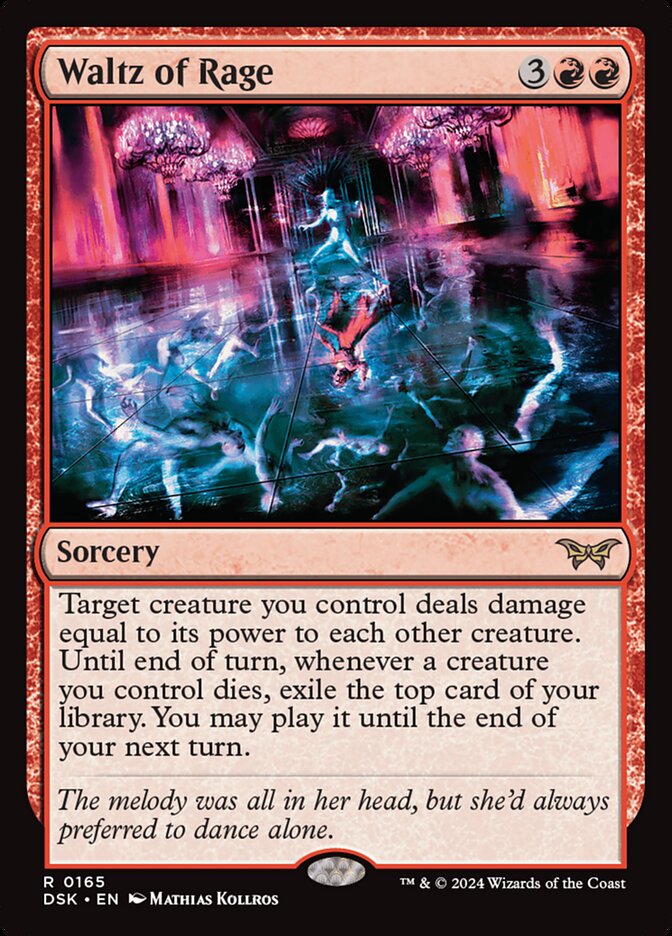 Waltz of Rage 3
Sorcery
Target creature you control deals damage
equal to its power to each other creature.
Until end of turn, whenever a creature
you control dies, exile the top card of your
library. You may play it until the end of
your next turn.
The melody was all in her head, but she'd always
preferred to dance alone.
R 0165
DSK • EN Mathias Kollros
™ & © 2024 Wizards of the Coast